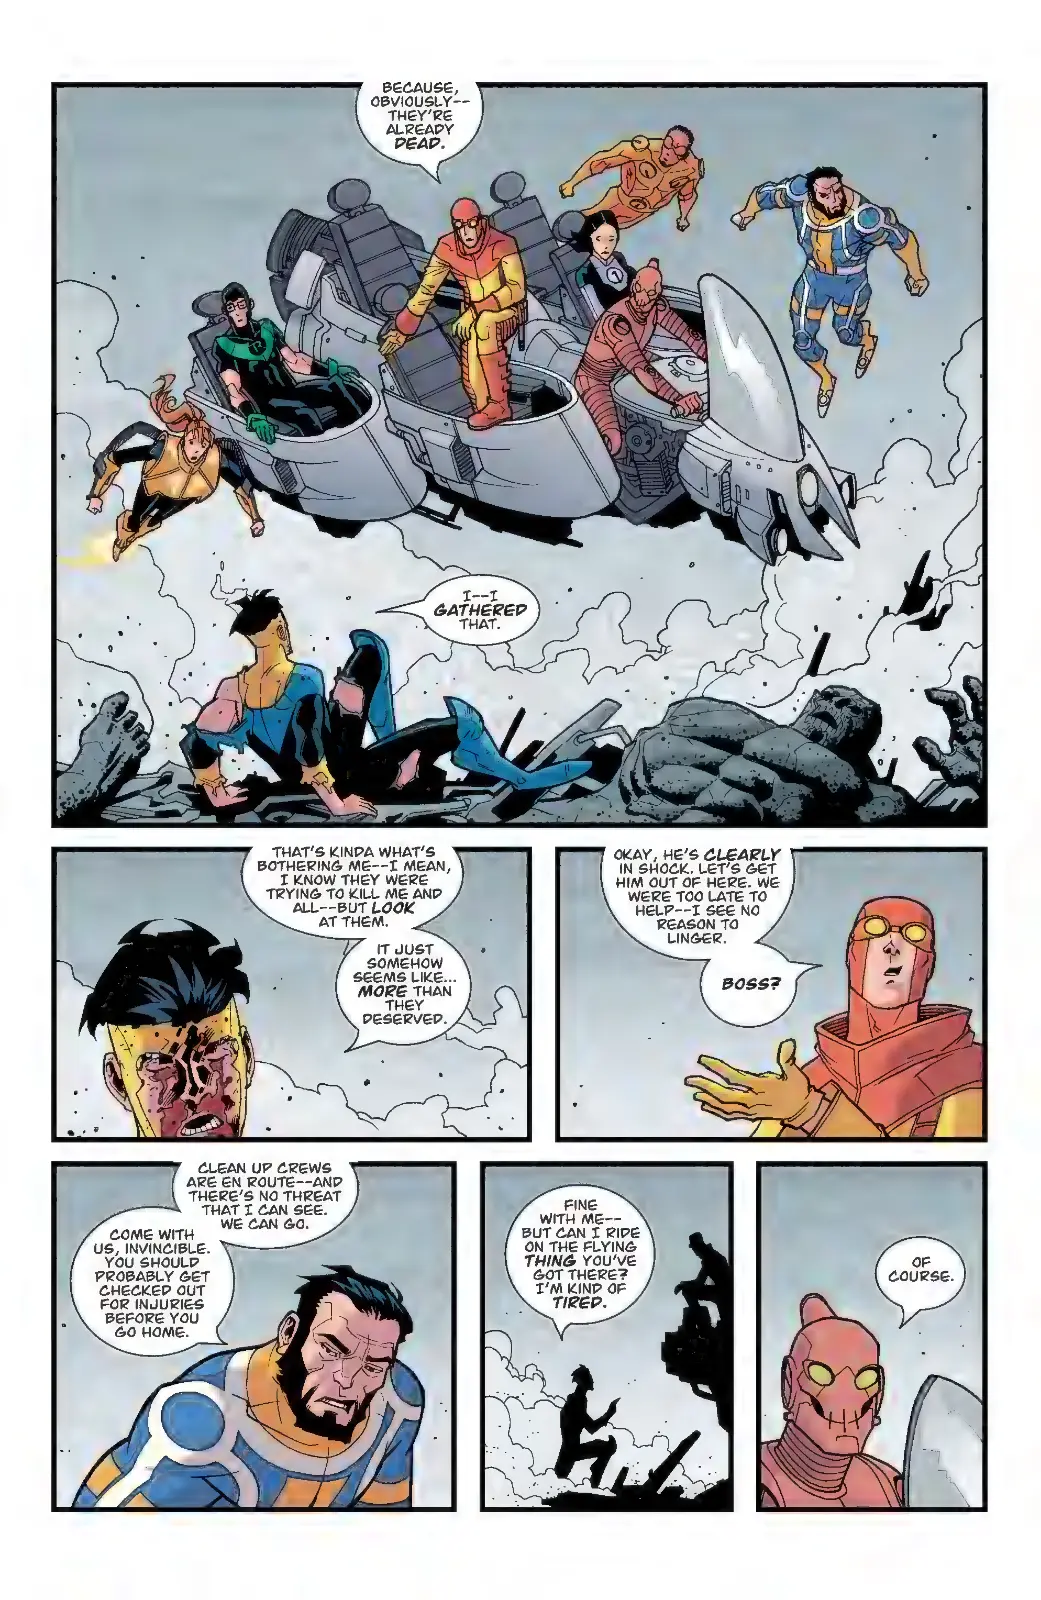 BECAUSE,
OBVIOUSLY--
THEY'RE
ALREADY
DEAD.
I--I
GATHERED
THAT.
THAT'S KINDA WHAT'S
BOTHERING ME--I MEAN,
I KNOW THEY WERE
TRYING TO KILL ME AND
ALL--BUT LOOK
AT THEM.
IT JUST
SOMEHOW
SEEMS LIKE...
MORE THAN
THEY
DESERVED.
OKAY, HE'S CLEARLY
IN SHOCK. LET'S GET
HIM OUT OF HERE. WE
WERE TOO LATE TO
HELP--I SEE NO
REASON TO
LINGER.
BOSS?
CLEAN UP CREWS
ARE EN ROUTE--AND
THERE'S NO THREAT
THAT I CAN SEE.
WE CAN GO.
COME WITH
US, INVINCIBLE.
YOU SHOULD
PROBABLY GET
CHECKED OUT
FOR INJURIES
BEFORE YOU
GO HOME.
FINE
WITH ME--
BUT CAN I RIDE
ON THE FLYING
THING YOU'VE
GOT THERE?
I'M KIND OF
TIRED.
OF
COURSE.